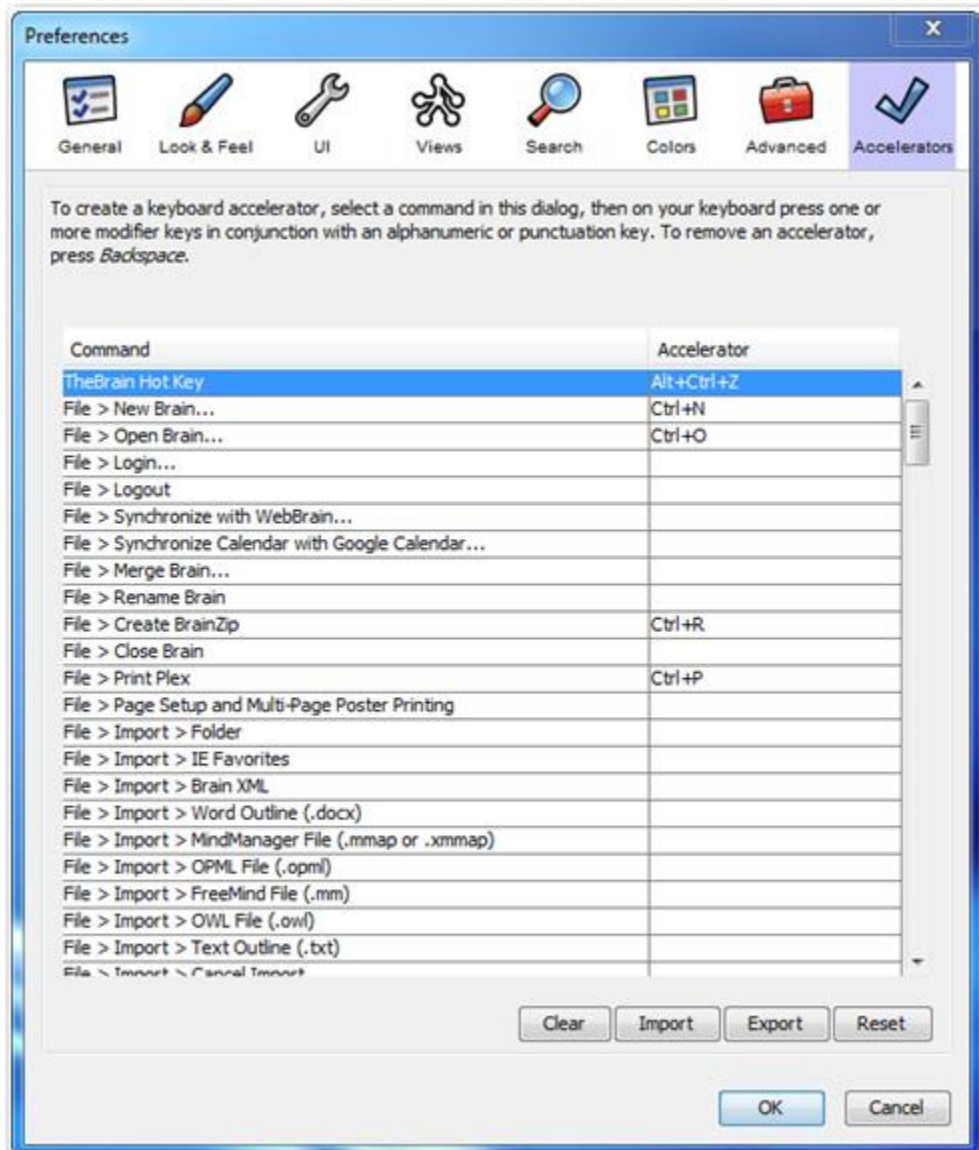 Preferences
General Look & Feel UI Views Search Colors Advanced Accelerators
To create a keyboard accelerator, select a command in this dialog, then on your keyboard press one or
more modifier keys in conjunction with an alphanumeric or punctuation key. To remove an accelerator,
press Backspace.
Command Accelerator
TheBrain Hot Key Alt+Ctrl+Z
File > New Brain... Ctrl+N
File > Open Brain... Ctrl+O
File > Login...
File > Logout
File > Synchronize with WebBrain...
File > Synchronize Calendar with Google Calendar...
File > Merge Brain...
File > Rename Brain
File > Create BrainZip Ctrl+R
File > Close Brain
File > Print Plex Ctrl+P
File > Page Setup and Multi-Page Poster Printing
File > Import > Folder
File > Import > IE Favorites
File > Import > Brain XML
File > Import > Word Outline (.docx)
File > Import > MindManager File (.mmap or .xmmap)
File > Import > OPML File (.opml)
File > Import > FreeMind File (.mm)
File > Import > OWL File (.owl)
File > Import > Text Outline (.txt)
File > Import > Cancel Import
Clear Import Export Reset
OK Cancel